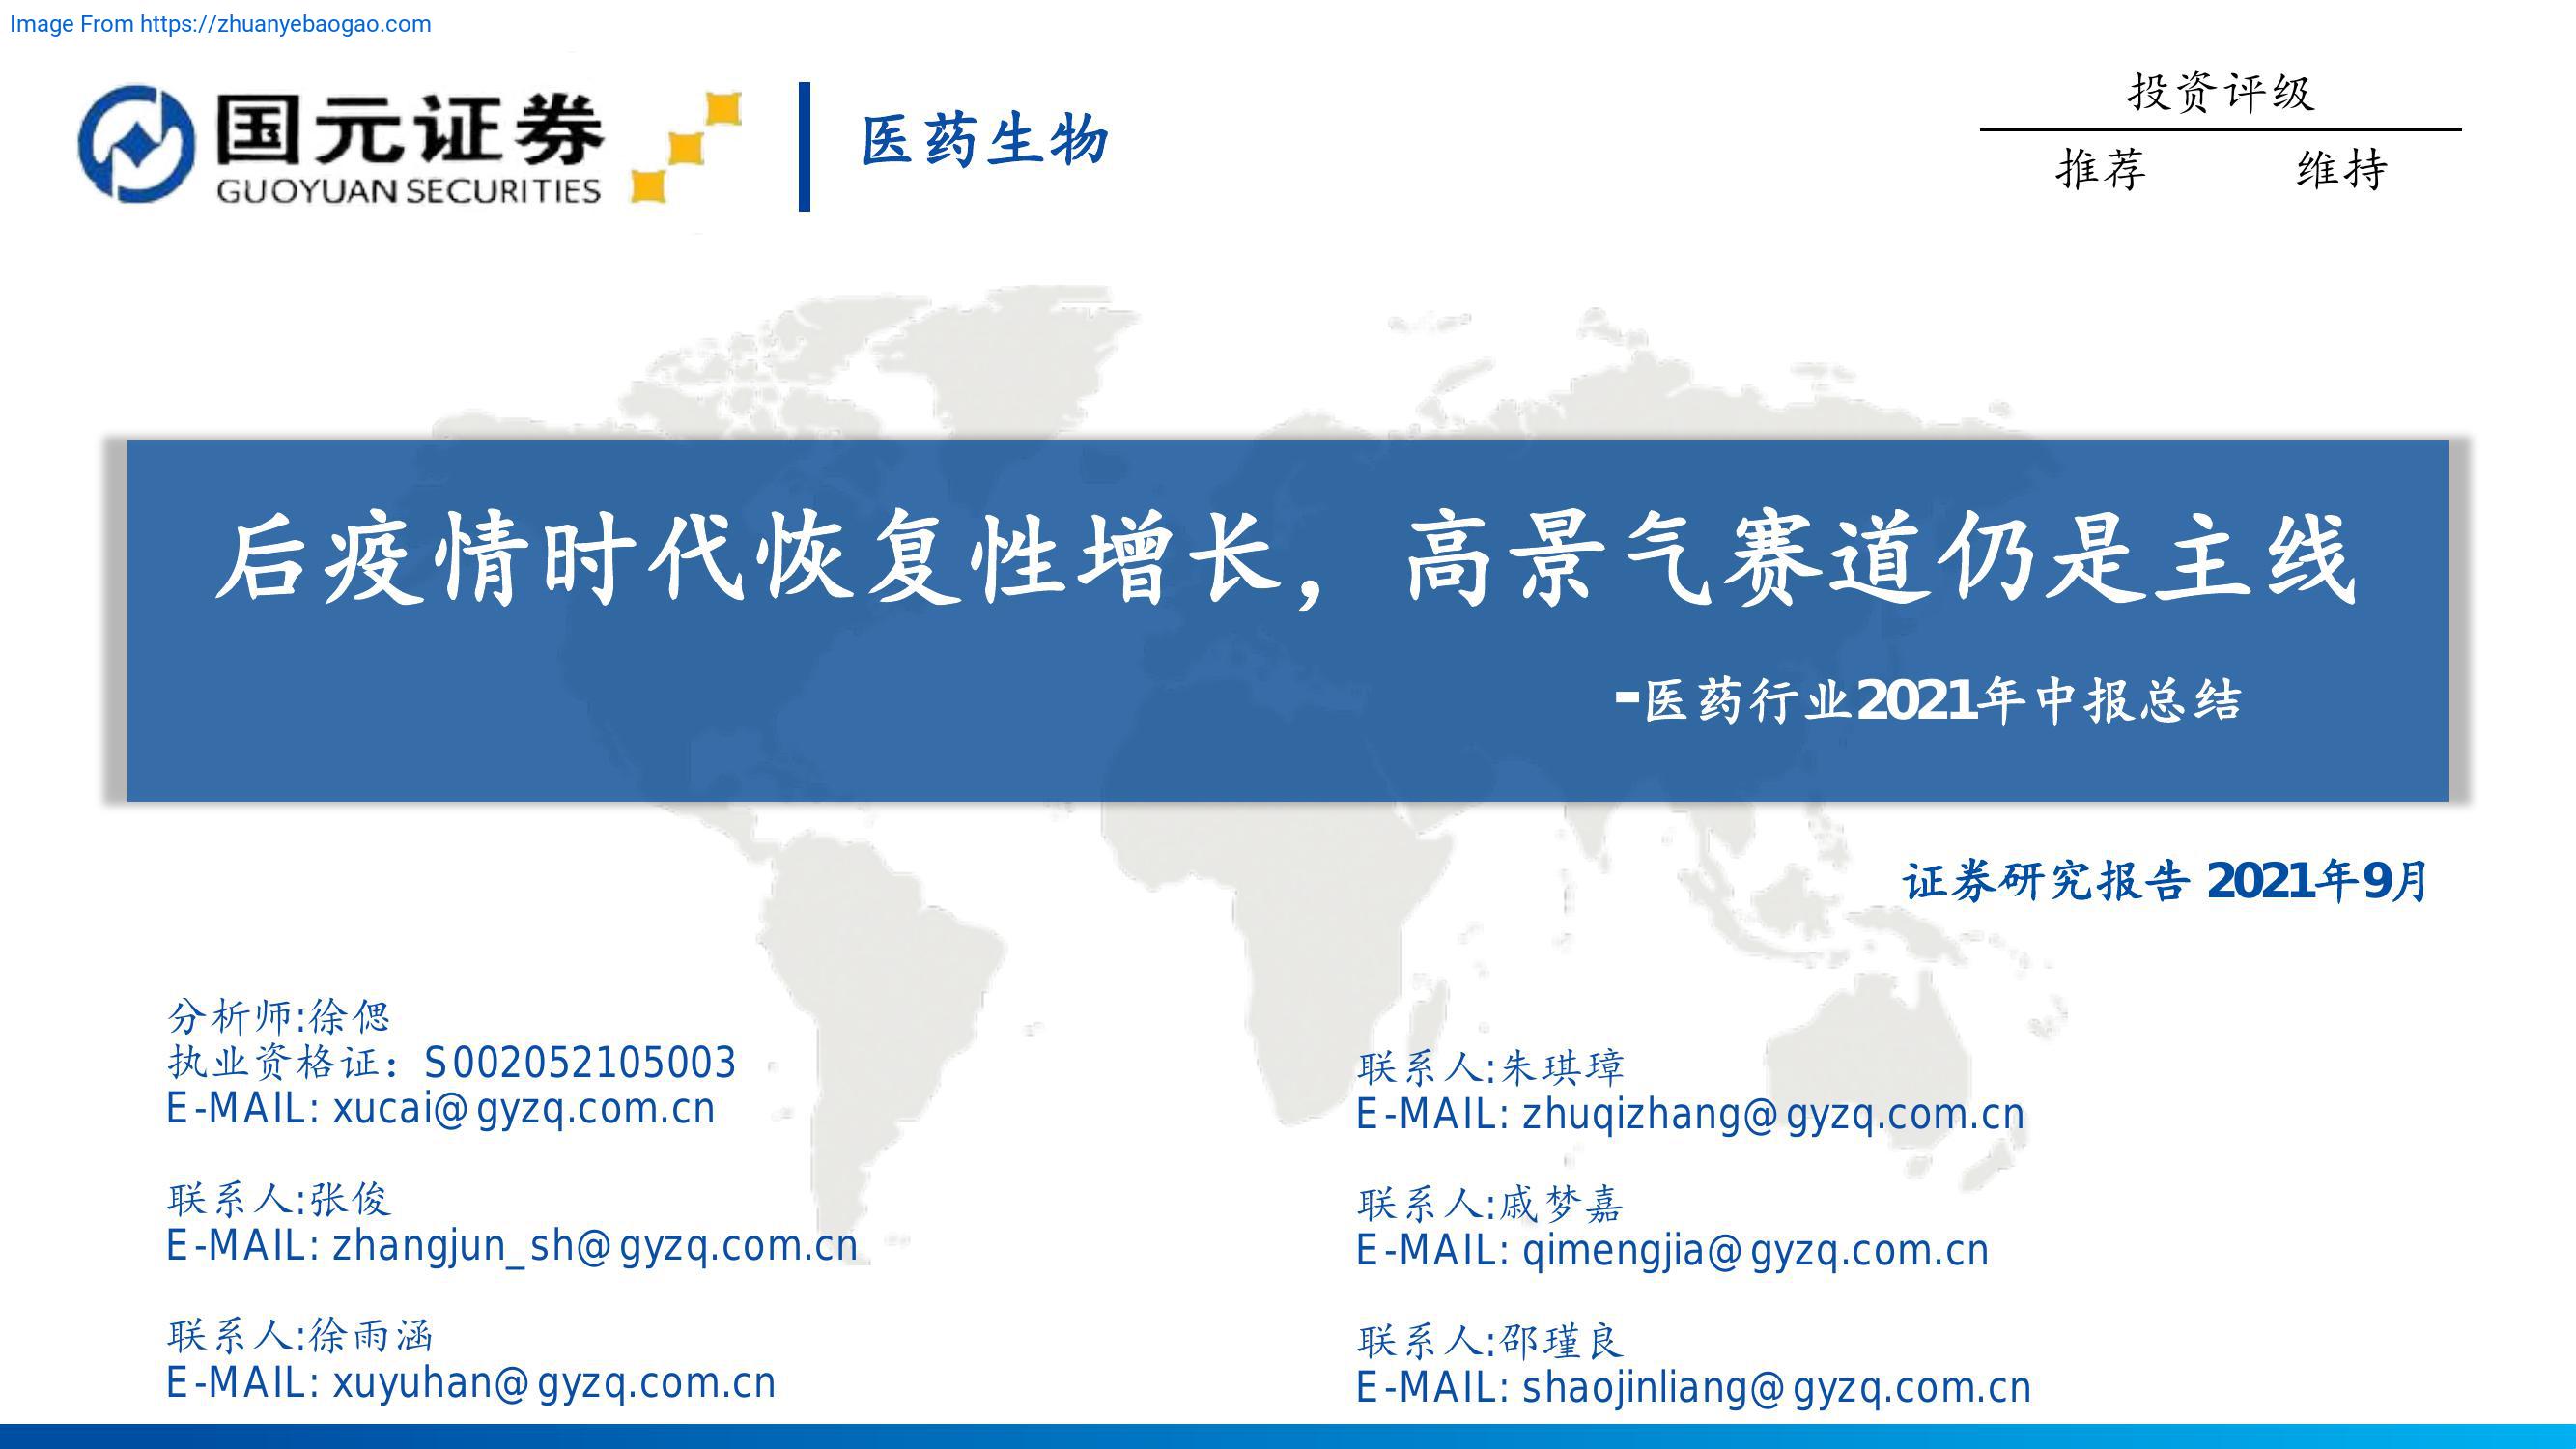 Image From https://zhuanyebaogao.com
国元证券
GUOYUAN SECURITIES
医药生物
投资评级
推荐 维持
后疫情时代恢复性增长，高景气赛道仍是主线
-医药行业2021年中报总结
证券研究报告 2021年9月
分析师:徐偲
执业资格证：S002052105003
E-MAIL: xucai@gyzq.com.cn
联系人:张俊
E-MAIL: zhangjun_sh@gyzq.com.cn
联系人:徐雨涵
E-MAIL: xuyuhan@gyzq.com.cn
联系人:朱琪璋
E-MAIL: zhuqizhang@gyzq.com.cn
联系人:戚梦嘉
E-MAIL: qimengjia@gyzq.com.cn
联系人:邵瑾良
E-MAIL: shaojinliang@gyzq.com.cn